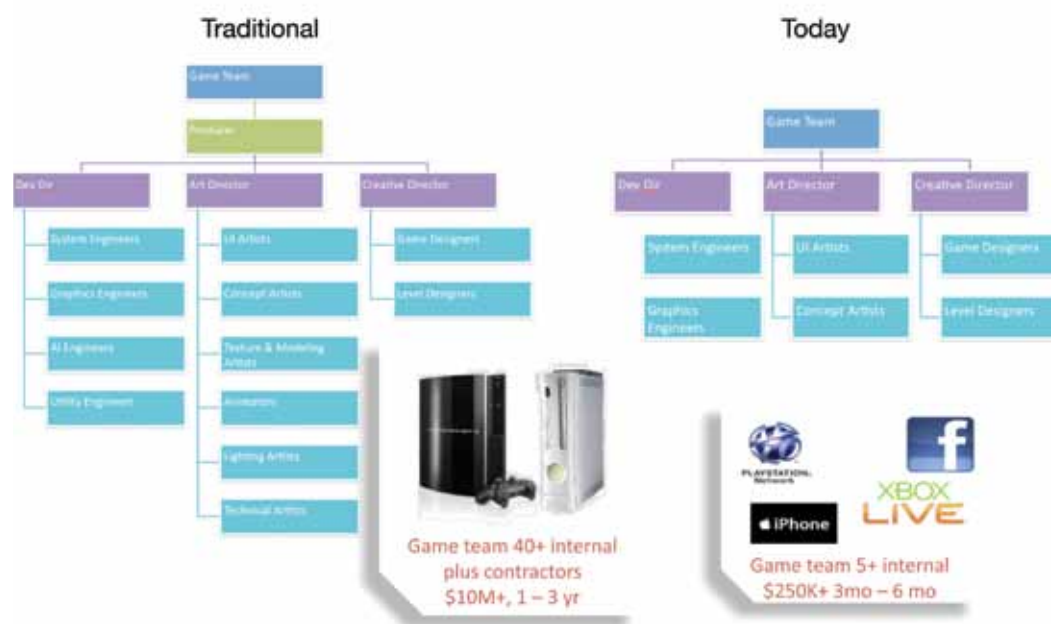 Traditional
Game Team
Producer
Dev Dir
Art Director
Creative Director
System Engineers
Graphics Engineers
AI Engineers
Utility Engineer
UI Artists
Concept Artists
Texture & Modeling
Artists
Animators
Lighting Artists
Technical Artists
Game Designers
Level Designers
Game team 40+ internal
plus contractors
$10M+, 1 – 3 yr
Today
Game Team
Dev Dir
Art Director
Creative Director
System Engineers
Graphics
Engineers
UI Artists
Concept Artists
Game Designers
Level Designers
PLAYSTATION
Network
f
XBOX
LIVE
iPhone
Game team 5+ internal
$250K+ 3mo – 6 mo